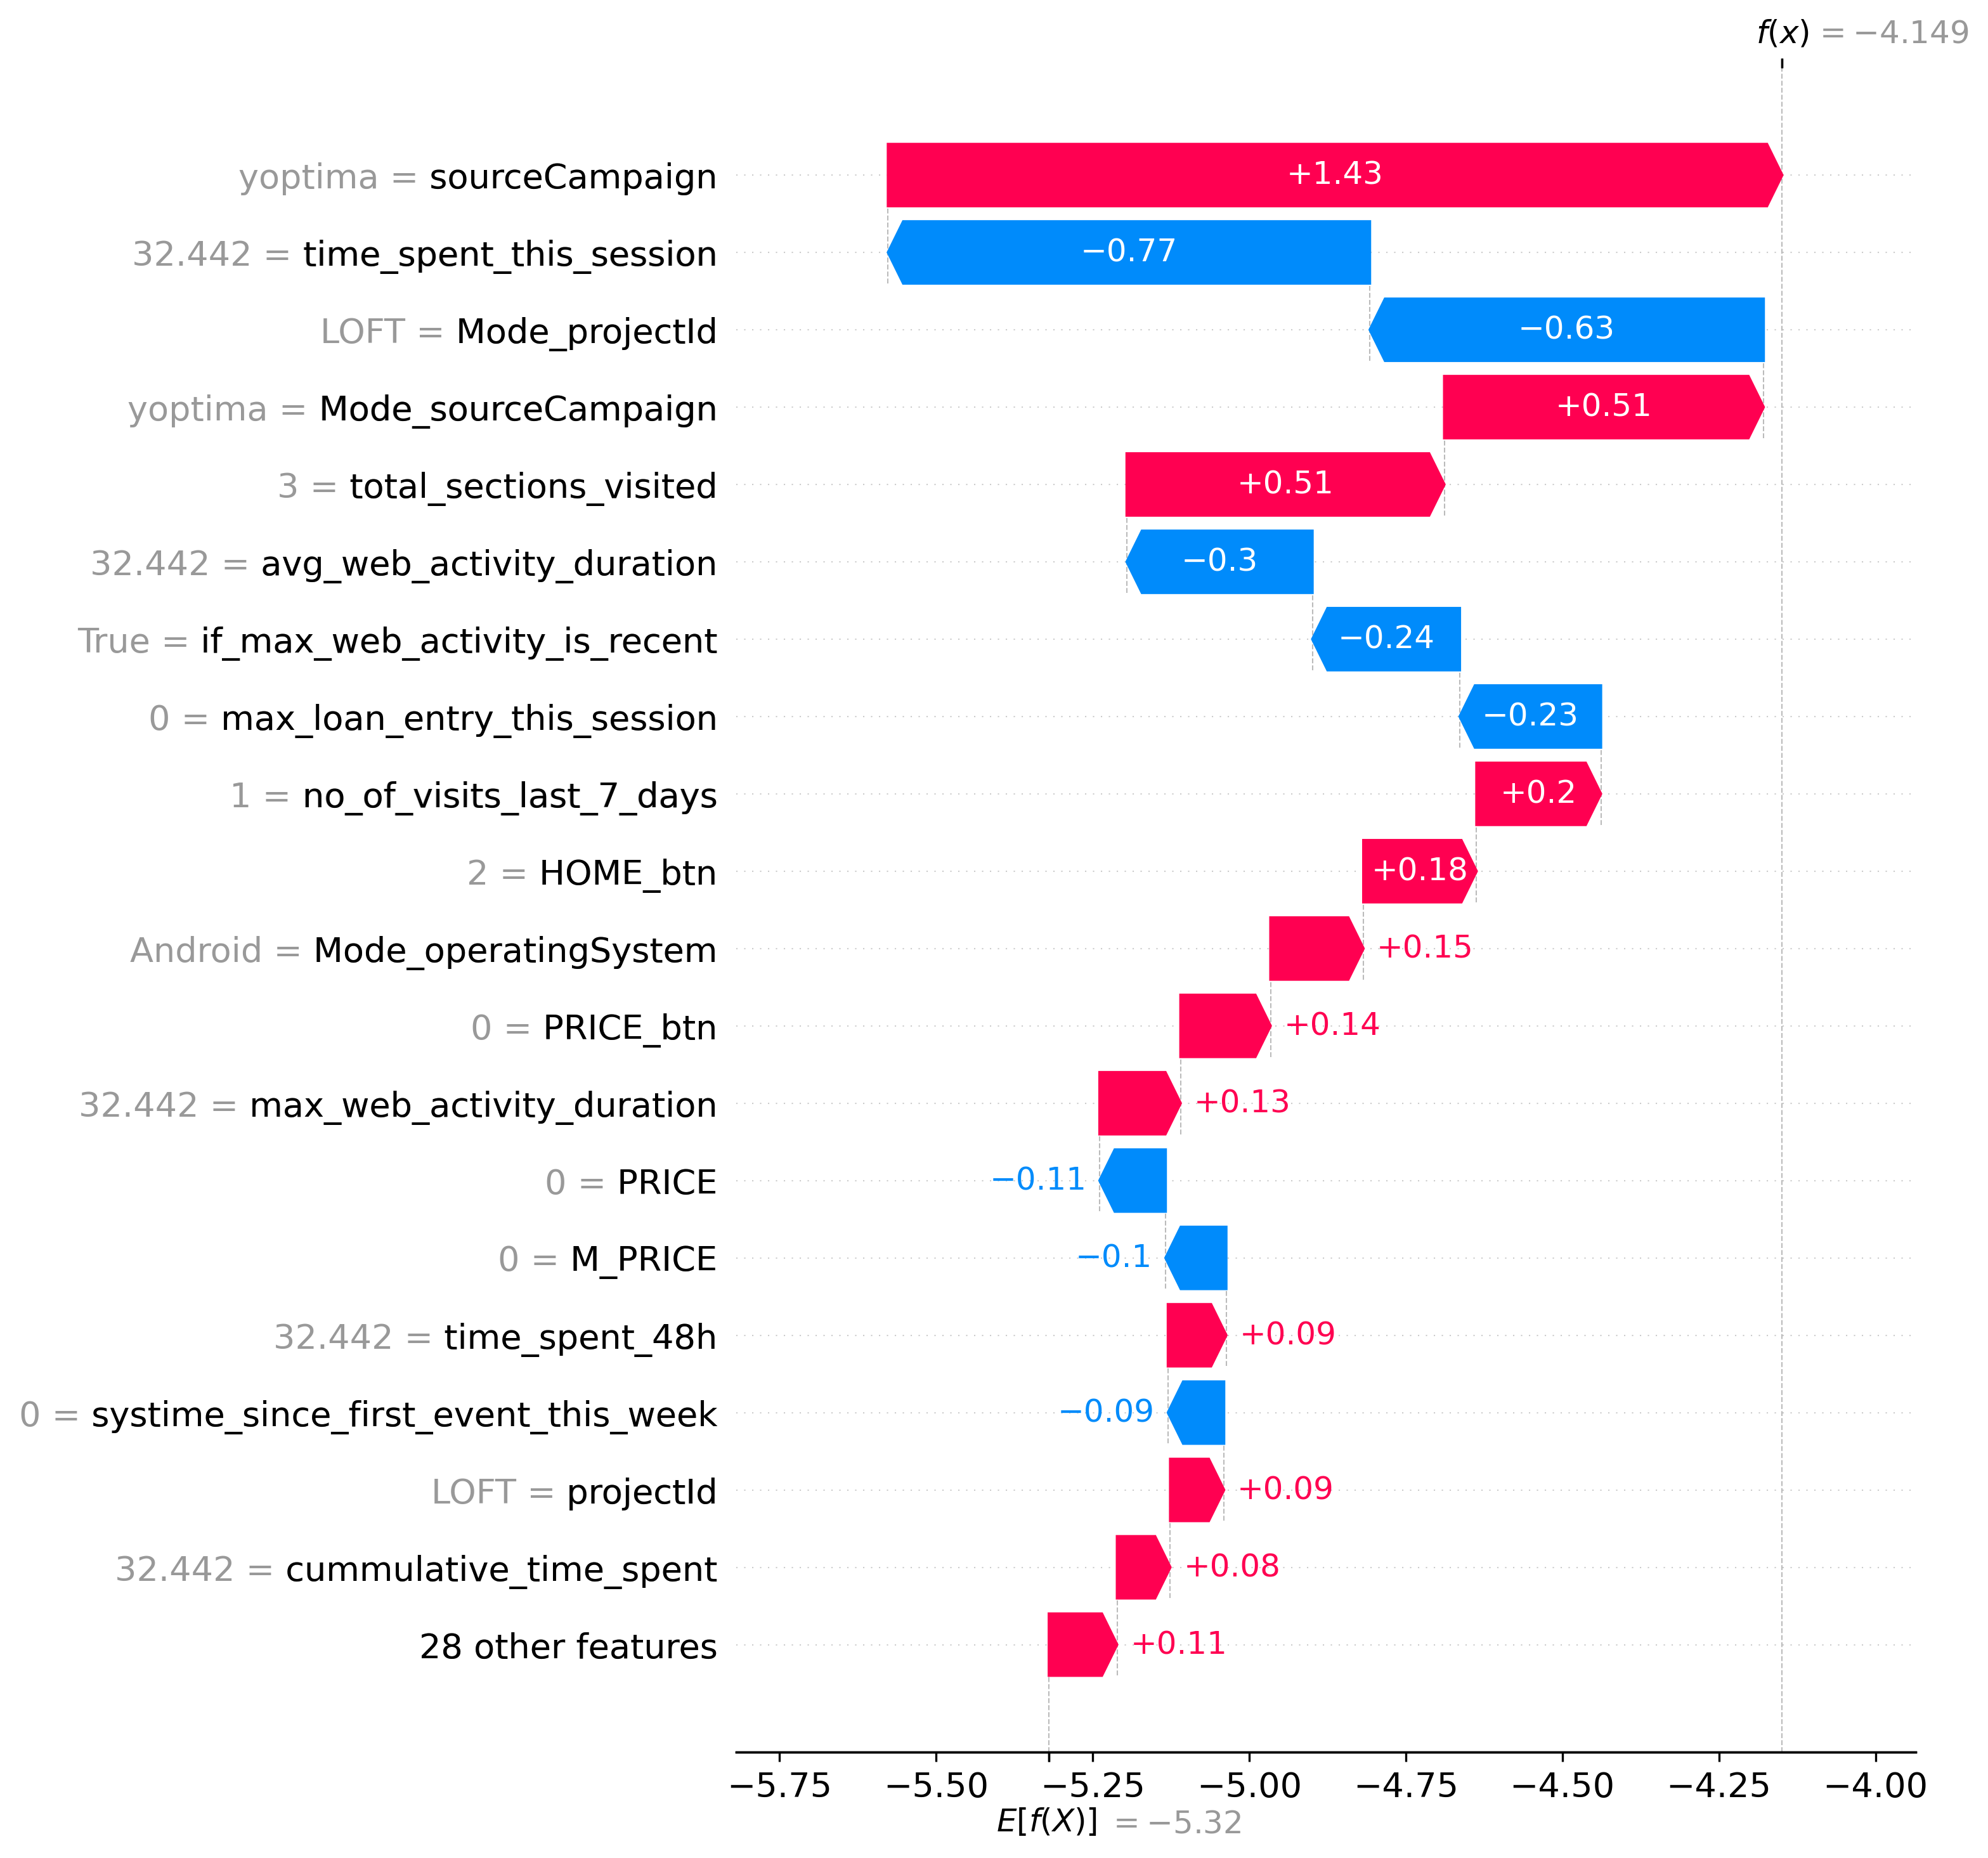 f(x) = −4.149
yoptima = sourceCampaign +1.43
32.442 = time_spent_this_session −0.77
LOFT = Mode_projectId −0.63
yoptima = Mode_sourceCampaign +0.51
3 = total_sections_visited +0.51
32.442 = avg_web_activity_duration −0.3
True = if_max_web_activity_is_recent −0.24
0 = max_loan_entry_this_session −0.23
1 = no_of_visits_last_7_days +0.2
2 = HOME_btn +0.18
Android = Mode_operatingSystem +0.15
0 = PRICE_btn +0.14
32.442 = max_web_activity_duration +0.13
0 = PRICE −0.11
0 = M_PRICE −0.1
32.442 = time_spent_48h +0.09
0 = systime_since_first_event_this_week −0.09
LOFT = projectId +0.09
32.442 = cummulative_time_spent +0.08
28 other features +0.11
−5.75 −5.50 −5.25 −5.00 −4.75 −4.50 −4.25 −4.00
E[f(X)] = −5.32